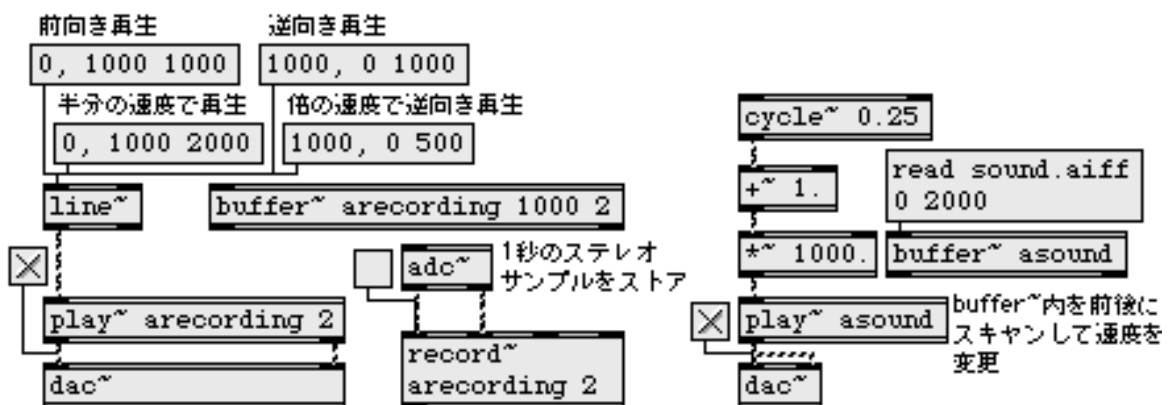 前向き再生
逆向き再生
0, 1000 1000
1000, 0 1000
半分の速度で再生
倍の速度で逆向き再生
0, 1000 2000
1000, 0 500
line~
buffer~ arecording 1000 2
adc~
1秒のステレオ
サンプルをストア
play~ arecording 2
record~
arecording 2
dac~
cycle~ 0.25
+~ 1.
read sound.aiff
0 2000
*~ 1000.
buffer~ asound
play~ asound
buffer~内を前後に
スキャンして速度を
変更
dac~